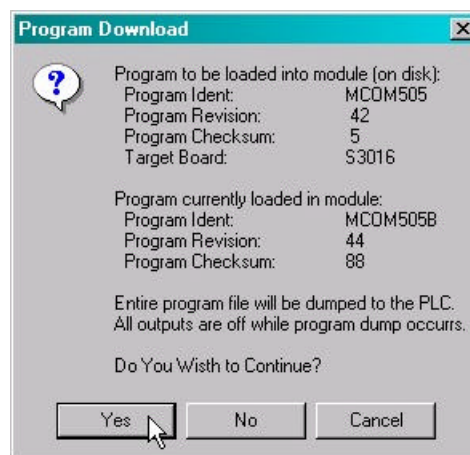 Program Download
?
Program to be loaded into module (on disk):
Program Ident: MCOM505
Program Revision: 42
Program Checksum: 5
Target Board: S3016
Program currently loaded in module:
Program Ident: MCOM505B
Program Revision: 44
Program Checksum: 88
Entire program file will be dumped to the PLC.
All outputs are off while program dump occurrs.
Do You Wisth to Continue?
Yes No Cancel